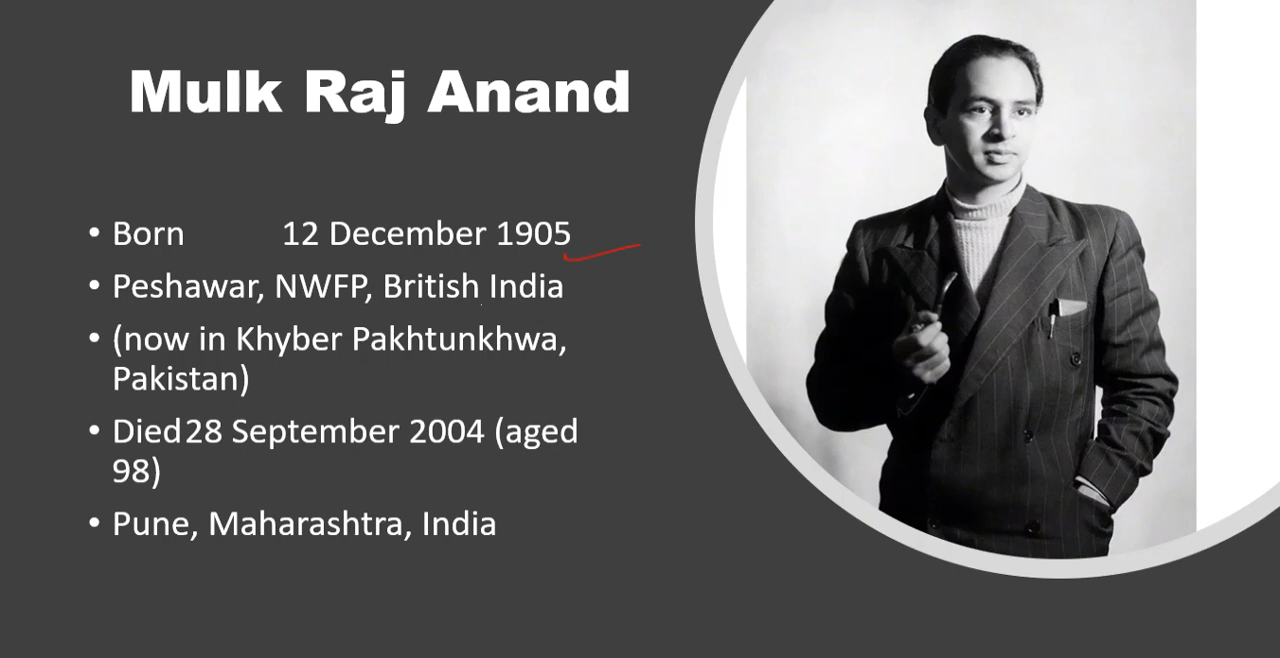 Mulk Raj Anand
• Born 12 December 1905
• Peshawar, NWFP, British India
• (now in Khyber Pakhtunkhwa,
Pakistan)
• Died 28 September 2004 (aged
98)
• Pune, Maharashtra, India